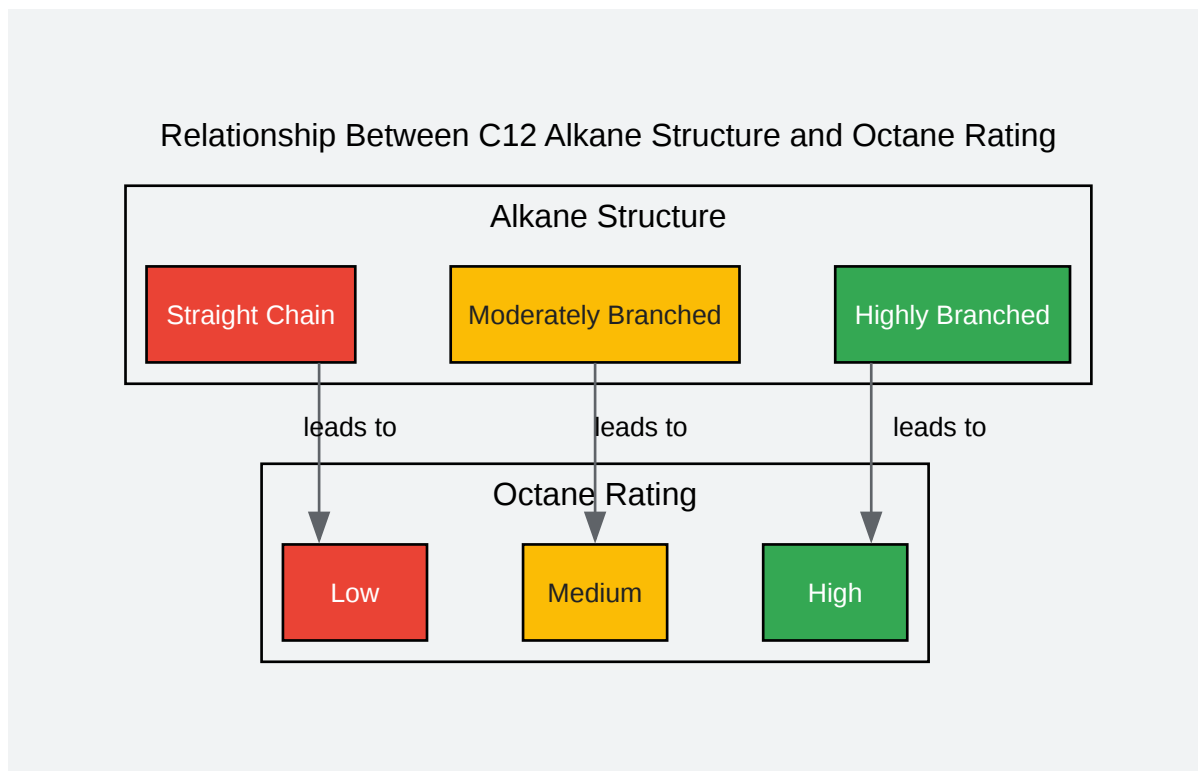 Relationship Between C12 Alkane Structure and Octane Rating
Alkane Structure
Straight Chain
Moderately Branched
Highly Branched
leads to
leads to
leads to
Octane Rating
Low
Medium
High